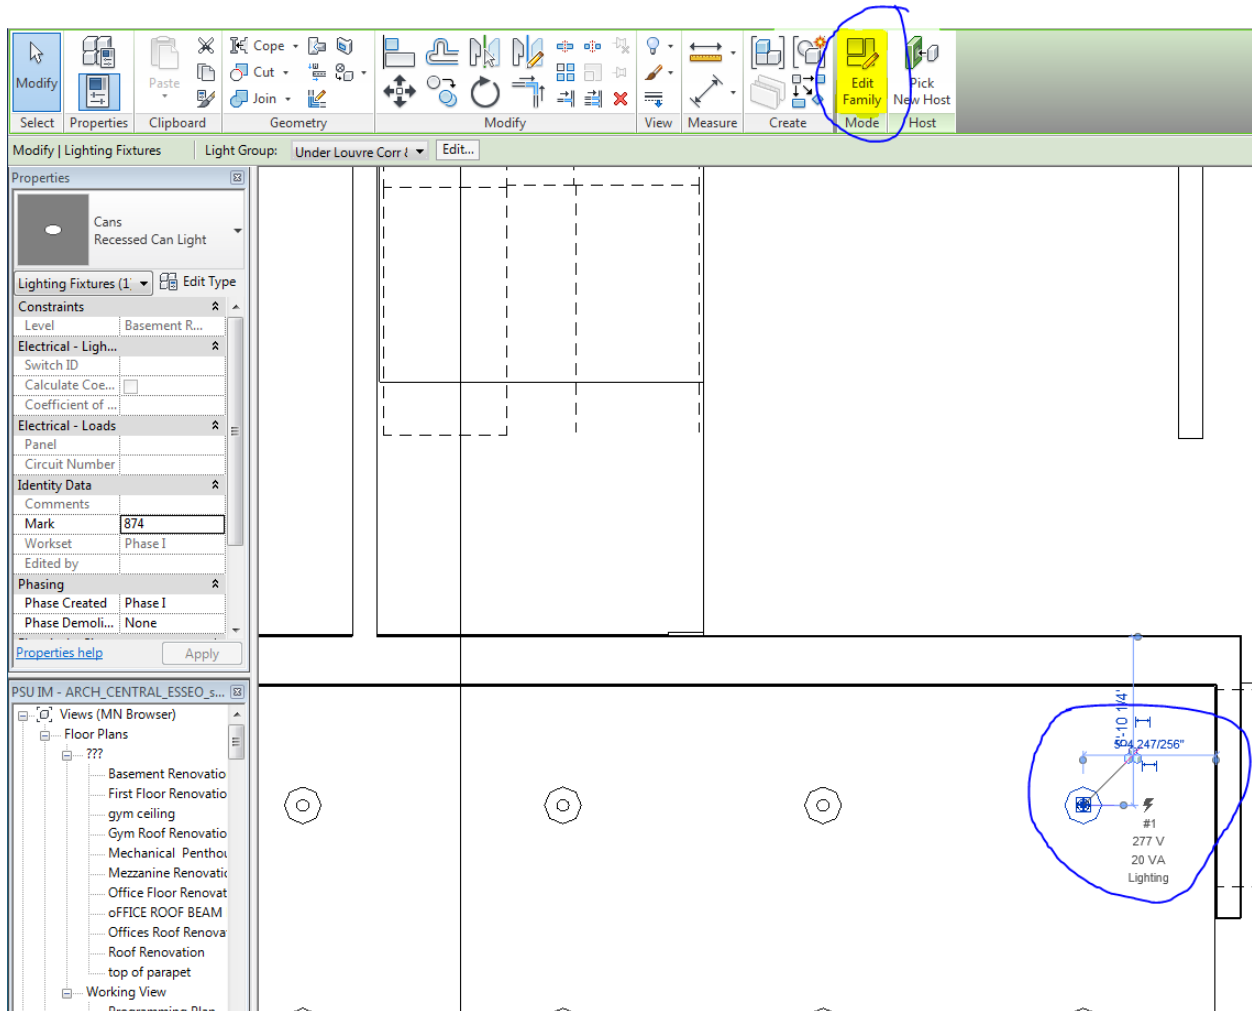 Modify
Paste
Cope
Cut
Join
Edit
Family
Pick
New Host
Select
Properties
Clipboard
Geometry
Modify
View
Measure
Create
Mode
Host
Modify | Lighting Fixtures
Light Group:
Under Louvre Corr
Edit...
Properties
Cans
Recessed Can Light
Lighting Fixtures (1
Edit Type
Constraints
Level
Basement R...
Electrical - Ligh...
Switch ID
Calculate Coe...
Coefficient of ...
Electrical - Loads
Panel
Circuit Number
Identity Data
Comments
Mark
874
Workset
Phase I
Edited by
Phasing
Phase Created
Phase I
Phase Demoli...
None
Properties help
Apply
PSU IM - ARCH_CENTRAL_ESSEO_s...
Views (MN Browser)
Floor Plans
???
Basement Renovatio
First Floor Renovatio
gym ceiling
Gym Roof Renovatio
Mechanical Pentho
Mezzanine Renovati
Office Floor Renovat
oFFICE ROOF BEAM
Offices Roof Renova
Roof Renovation
top of parapet
Working View
#1
277 V
20 VA
Lighting